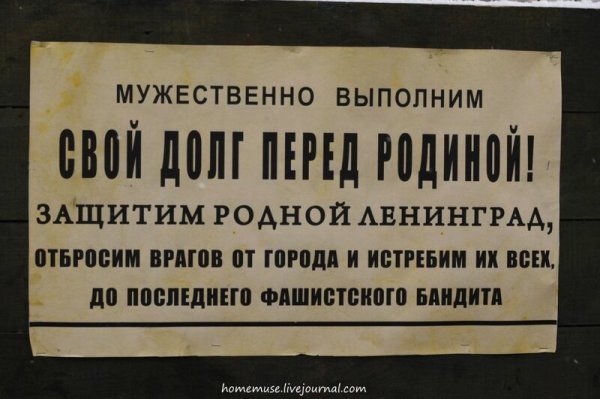 МУЖЕСТВЕННО ВЫПОЛНИМ
СВОЙ ДОЛГ ПЕРЕД РОДИНОЙ!
ЗАЩИТИМ РОДНОЙ ЛЕНИНГРАД,
ОТБРОСИМ ВРАГОВ ОТ ГОРОДА И ИСТРЕБИМ ИХ ВСЕХ,
ДО ПОСЛЕДНЕГО ФАШИСТСКОГО БАНДИТА
homemuse.livejournal.com